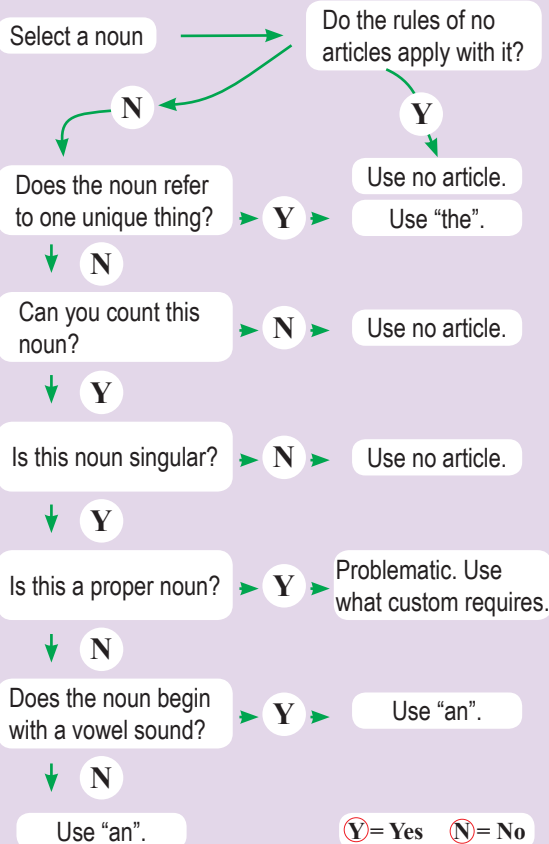 Select a noun
Do the rules of no
articles apply with it?
N
Y
Use no article.
Does the noun refer
to one unique thing?
Y
Use “the”.
N
Can you count this
noun?
N
Use no article.
Y
Is this noun singular?
N
Use no article.
Y
Is this a proper noun?
Y
Problematic. Use
what custom requires.
N
Does the noun begin
with a vowel sound?
Y
Use “an”.
N
Use “an”.
Y = Yes N = No